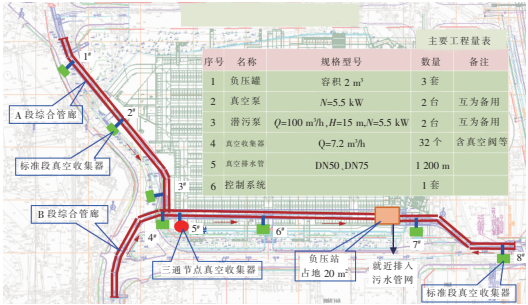 主要工程量表
序号 名称 规格型号 数量 备注
1 负压罐 容积 2 m³ 3 套
2 真空泵 N=5.5 kW 2 台 互为备用
3 潜污泵 Q=100 m³/h,H=15 m,N=5.5 kW 2 台 互为备用
4 真空收集器 Q=7.2 m³/h 32 个 含真空阀等
5 真空排水管 DN50、DN75 1 200 m
6 控制系统 1 套
1#
A 段综合管廊
2#
标准段真空收集器
3#
B 段综合管廊
4#
5#
6#
7#
8#
三通节点真空收集器
负压站
占地 20 m²
就近排入
污水管网
标准段真空收集器